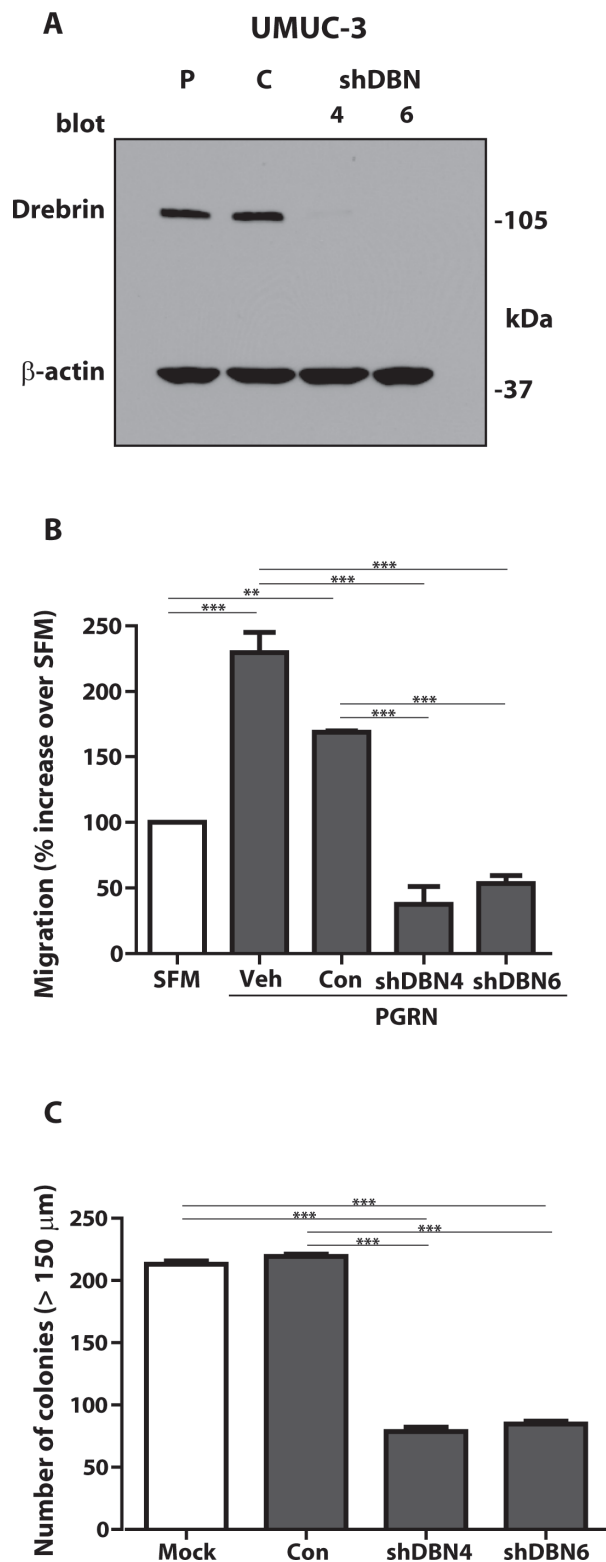 A
UMUC-3
P C shDBN
blot 4 6
Drebrin -105
kDa
β-actin -37
B
***
***
**
***
***
***
Migration (% increase over SFM)
250
200
150
100
50
0
SFM Veh Con shDBN4 shDBN6
PGRN
C
***
***
***
***
Number of colonies (> 150 μm)
250
200
150
100
50
0
Mock Con shDBN4 shDBN6